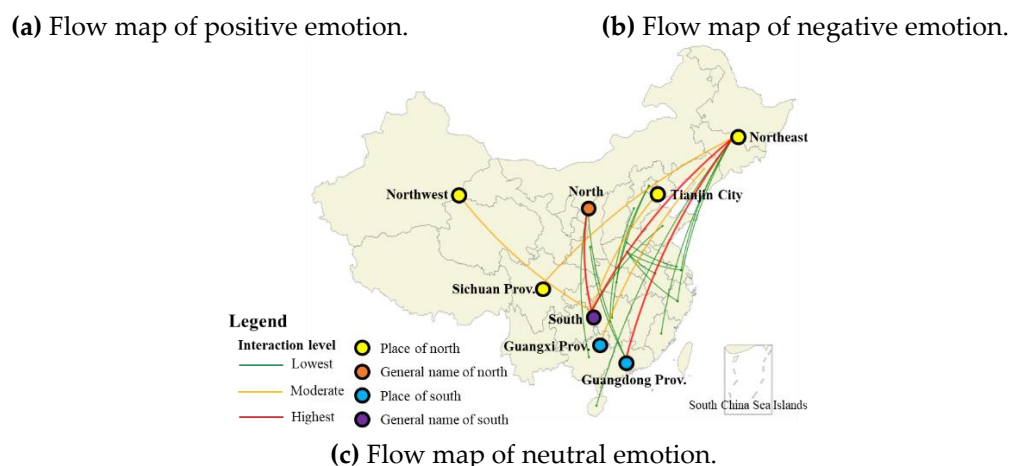 (a) Flow map of positive emotion.
(b) Flow map of negative emotion.
Northeast
Northwest
North
Tianjin City
Sichuan Prov.
South
Guangxi Prov.
Guangdong Prov.
South China Sea Islands
Legend
Interaction level
Lowest
Moderate
Highest
Place of north
General name of north
Place of south
General name of south
(c) Flow map of neutral emotion.